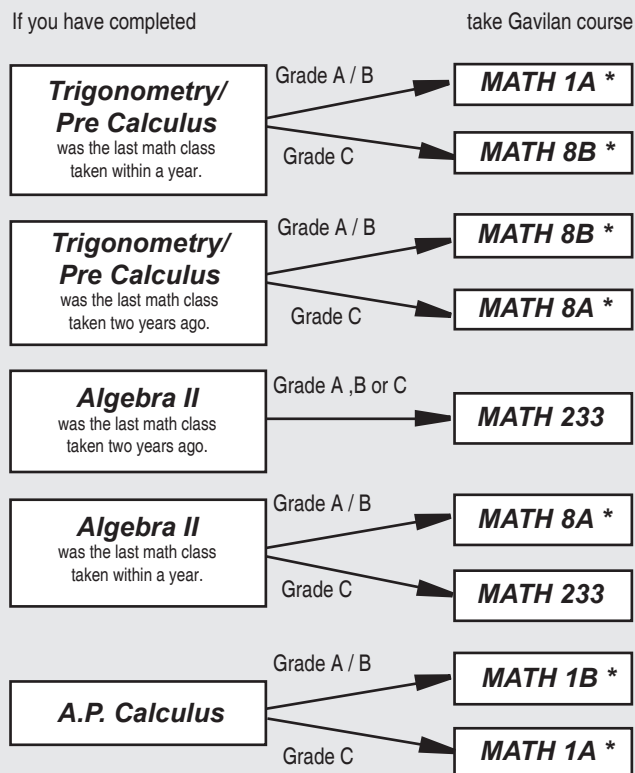 If you have completed
take Gavilan course
Trigonometry/
Pre Calculus
was the last math class
taken within a year.
Grade A / B
MATH 1A *
Grade C
MATH 8B *
Trigonometry/
Pre Calculus
was the last math class
taken two years ago.
Grade A / B
MATH 8B *
Grade C
MATH 8A *
Algebra II
was the last math class
taken two years ago.
Grade A ,B or C
MATH 233
Algebra II
was the last math class
taken within a year.
Grade A / B
MATH 8A *
Grade C
MATH 233
A.P. Calculus
Grade A / B
MATH 1B *
Grade C
MATH 1A *